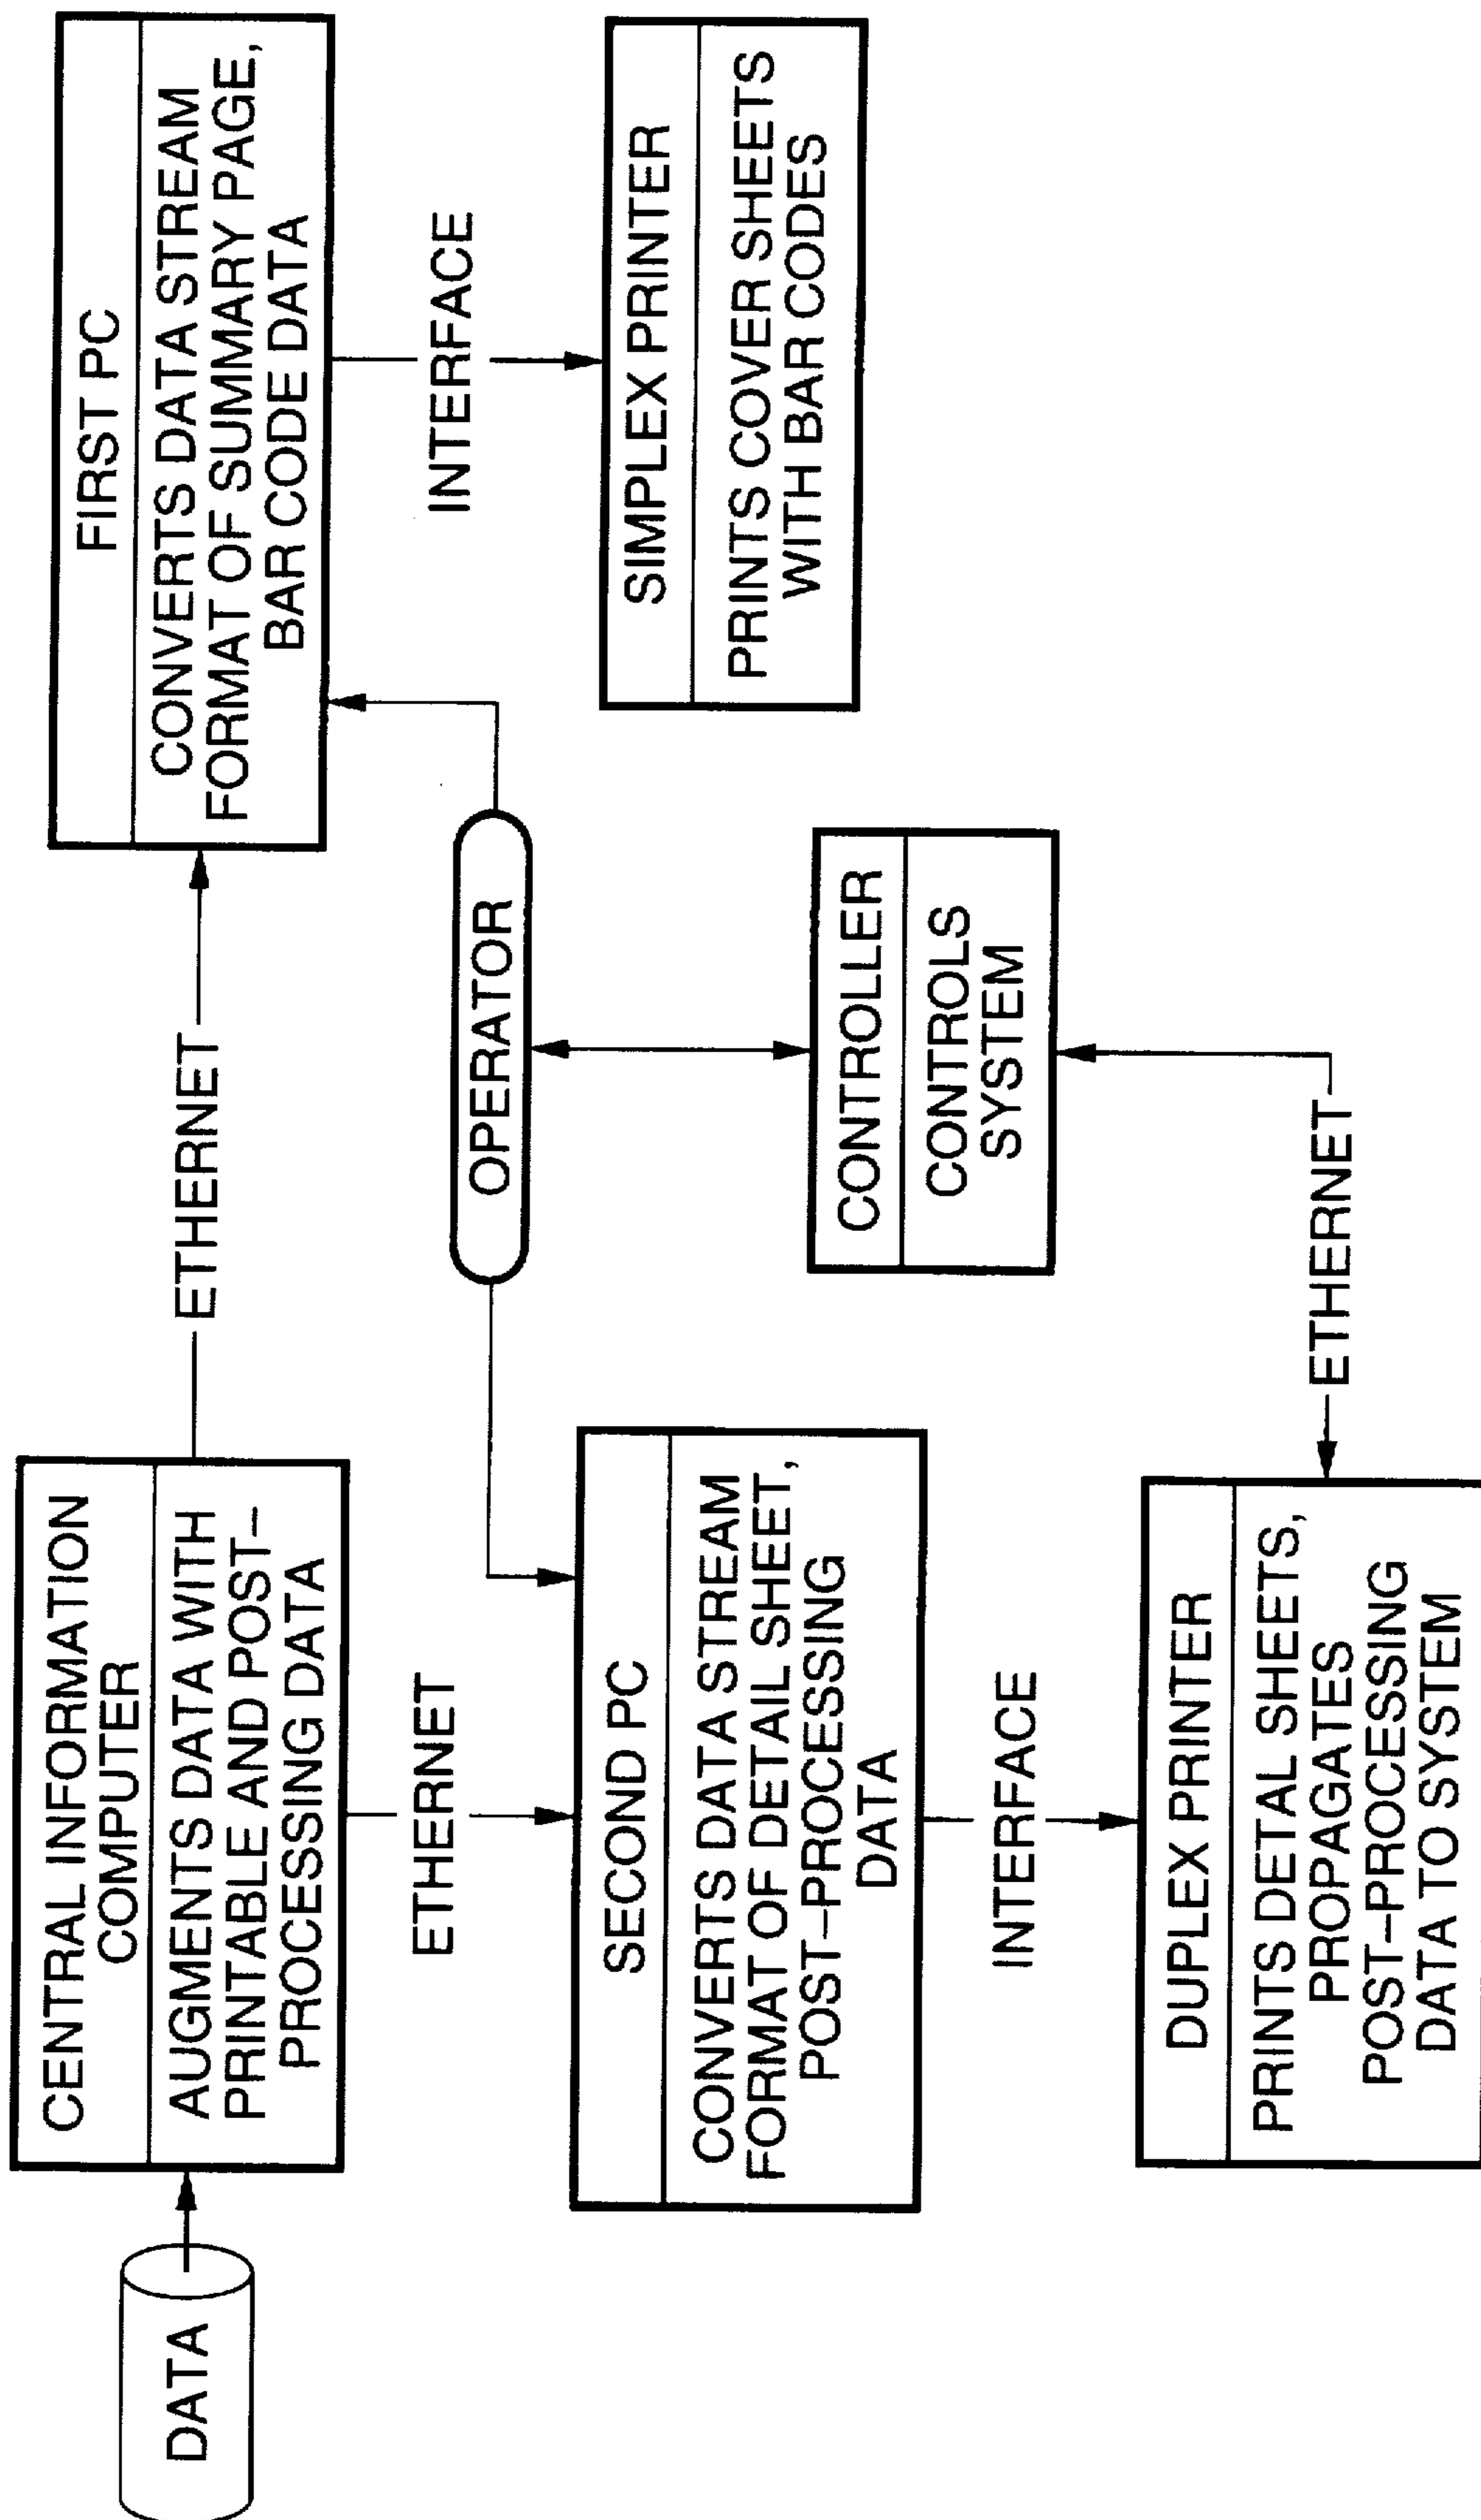 DATA
CENTRAL INFORMATION
COMPUTER
AUGMENTS DATA WITH
PRINTABLE AND POST–
PROCESSING DATA
ETHERNET
FIRST PC
CONVERTS DATA STREAM
FORMAT OF SUMMARY PAGE,
BAR CODE DATA
ETHERNET
OPERATOR
INTERFACE
SECOND PC
CONVERTS DATA STREAM
FORMAT OF DETAIL SHEET,
POST–PROCESSING
DATA
CONTROLLER
CONTROLS
SYSTEM
SIMPLEX PRINTER
PRINTS COVER SHEETS
WITH BAR CODES
INTERFACE
DUPLEX PRINTER
PRINTS DETAIL SHEETS,
PROPAGATES
POST–PROCESSING
DATA TO SYSTEM
ETHERNET